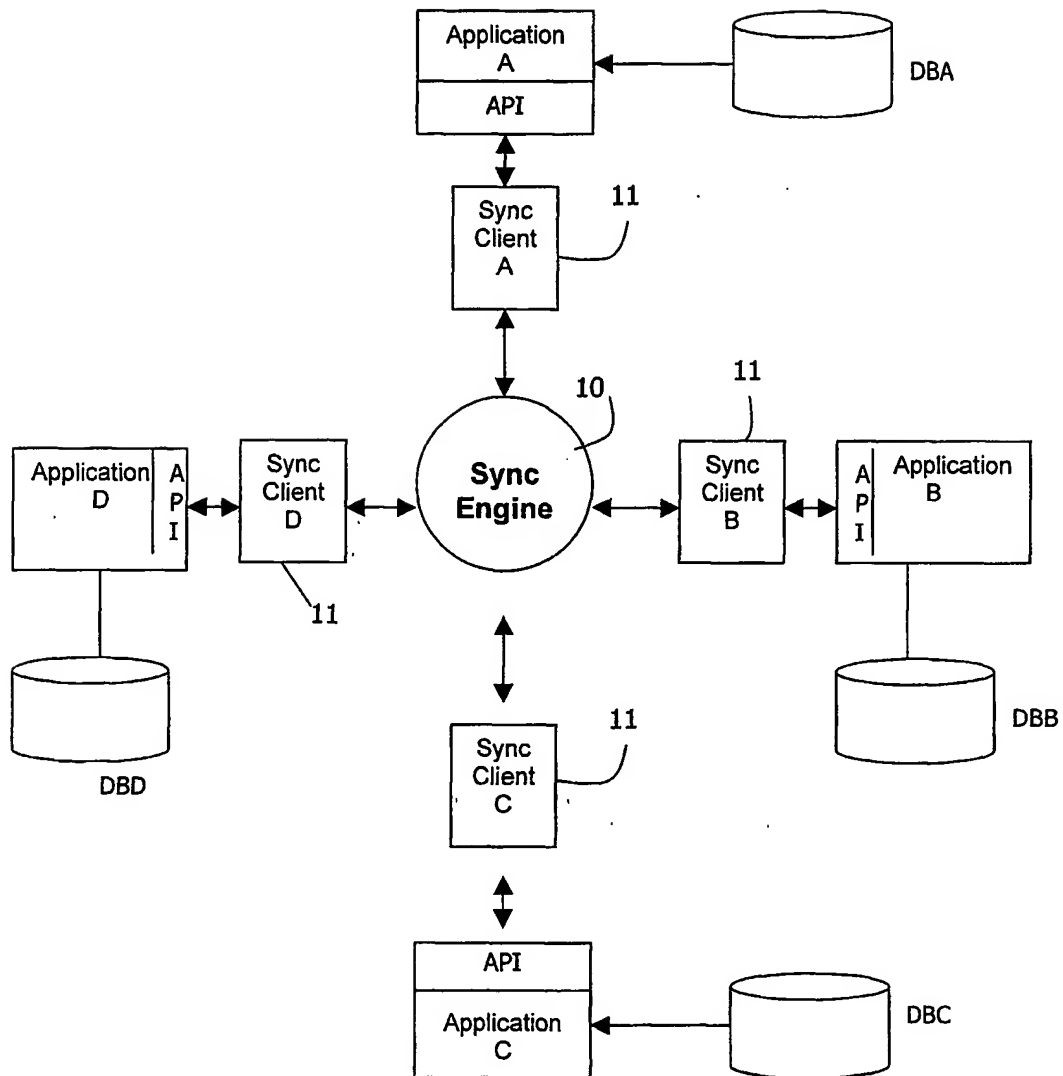 Application
A
API
DBA
Sync
Client
A
11
10
11
Application
D
A
P
I
Sync
Client
D
Sync
Engine
Sync
Client
B
A
P
I
Application
B
11
DBD
DBB
Sync
Client
C
11
API
Application
C
DBC